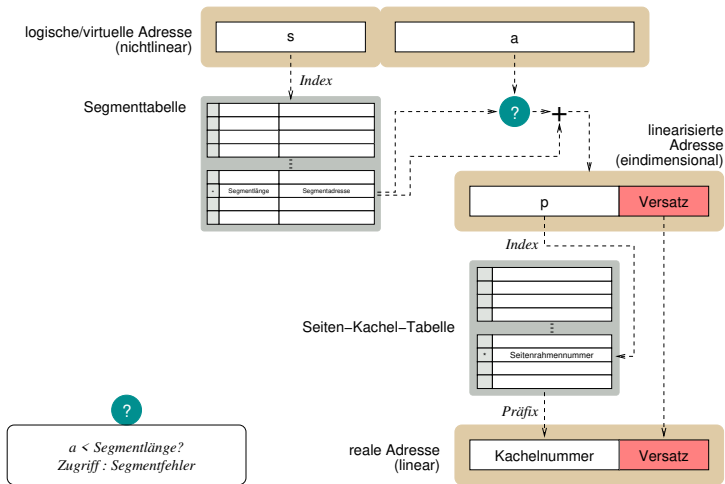 logische/virtuelle Adresse
(nichtlinear)
s
a
Index
Segmenttabelle
?
+
linearisierte
Adresse
(eindimensional)
* Segmentlänge Segmentadresse
p
Versatz
Index
Seiten−Kachel−Tabelle
* Seitenrahmennummer
?
Präfix
a < Segmentlänge?
Zugriff : Segmentfehler
reale Adresse
(linear)
Kachelnummer
Versatz